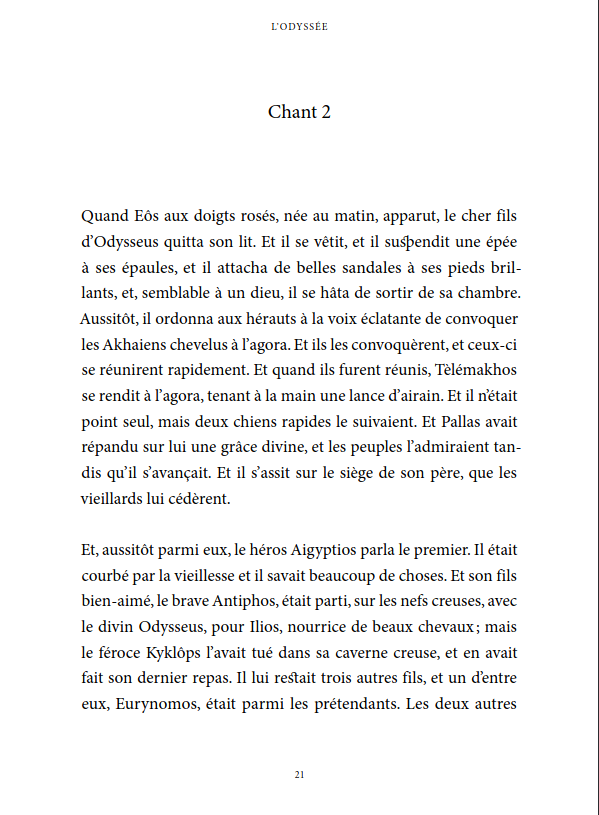 L'ODYSSÉE
Chant 2
Quand Eôs aux doigts rosés, née au matin, apparut, le cher fils
d’Odysseus quitta son lit. Et il se vêtit, et il suspendit une épée
à ses épaules, et il attacha de belles sandales à ses pieds bril-
lants, et, semblable à un dieu, il se hâta de sortir de sa chambre.
Aussitôt, il ordonna aux hérauts à la voix éclatante de convoquer
les Akhaiens chevelus à l’agora. Et ils les convoquèrent, et ceux-ci
se réunirent rapidement. Et quand ils furent réunis, Tèlémakhos
se rendit à l’agora, tenant à la main une lance d’airain. Et il n’était
point seul, mais deux chiens rapides le suivaient. Et Pallas avait
répandu sur lui une grâce divine, et les peuples l’admiraient tan-
dis qu’il s’avançait. Et il s’assit sur le siège de son père, que les
vieillards lui cédèrent.
Et, aussitôt parmi eux, le héros Aigyptios parla le premier. Il était
courbé par la vieillesse et il savait beaucoup de choses. Et son fils
bien-aimé, le brave Antiphos, était parti, sur les nefs creuses, avec
le divin Odysseus, pour Ilios, nourrice de beaux chevaux ; mais
le féroce Kyklôps l’avait tué dans sa caverne creuse, et en avait
fait son dernier repas. Il lui restait trois autres fils, et un d’entre
eux, Eurynomos, était parmi les prétendants. Les deux autres
21